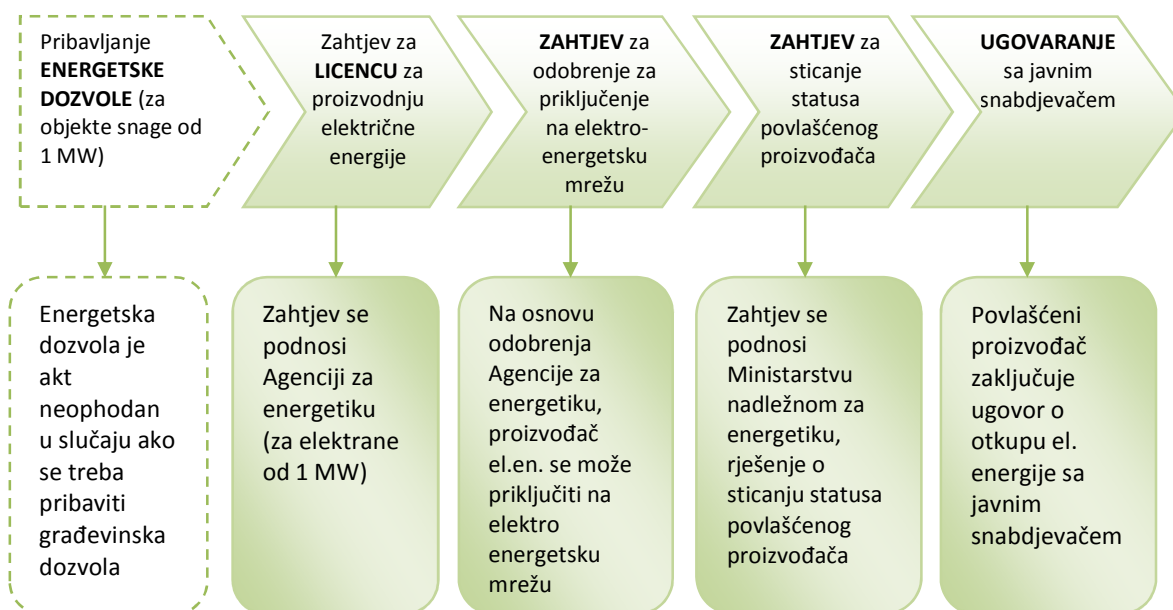 Pribavljanje
ENERGETSKE
DOZVOLE (za
objekte snage od
1 MW)
Zahtjev za
LICENCU za
proizvodnju
električne
energije
ZAHTJEV za
odobrenje za
priključenje
na elektro-
energetsku
mrežu
ZAHTJEV za
sticanje
statusa
povlašćenog
proizvođača
UGOVARANJE
sa javnim
snabdjevačem
Energetska
dozvola je
akt
neophodan
u slučaju ako
se treba
pribaviti
građevinska
dozvola
Zahtjev se
podnosi
Agenciji za
energetiku
(za elektrane
od 1 MW)
Na osnovu
odobrenja
Agencije za
energetiku,
proizvođač
el.en. se može
priključiti na
elektro
energetsku
mrežu
Zahtjev se
podnosi
Ministarstvu
nadležnom za
energetiku,
rješenje o
sticanju statusa
povlašćenog
proizvođača
Povlašćeni
proizvođač
zaključuje
ugovor o
otkupu el.
energije sa
javnim
snabdjevačem